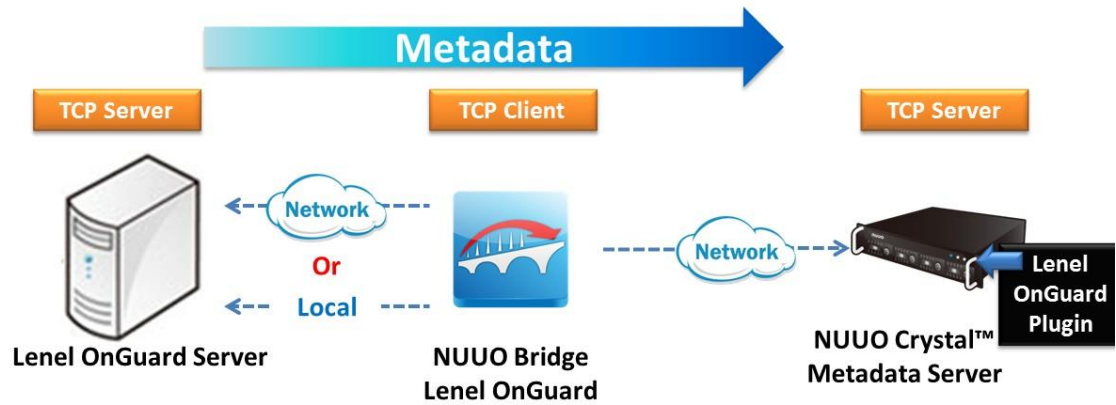 Metadata
TCP Server
TCP Client
TCP Server
Network
Or
Local
Network
Lenel
OnGuard
Plugin
Lenel OnGuard Server
NUUO Bridge
Lenel OnGuard
NUUO Crystal™
Metadata Server